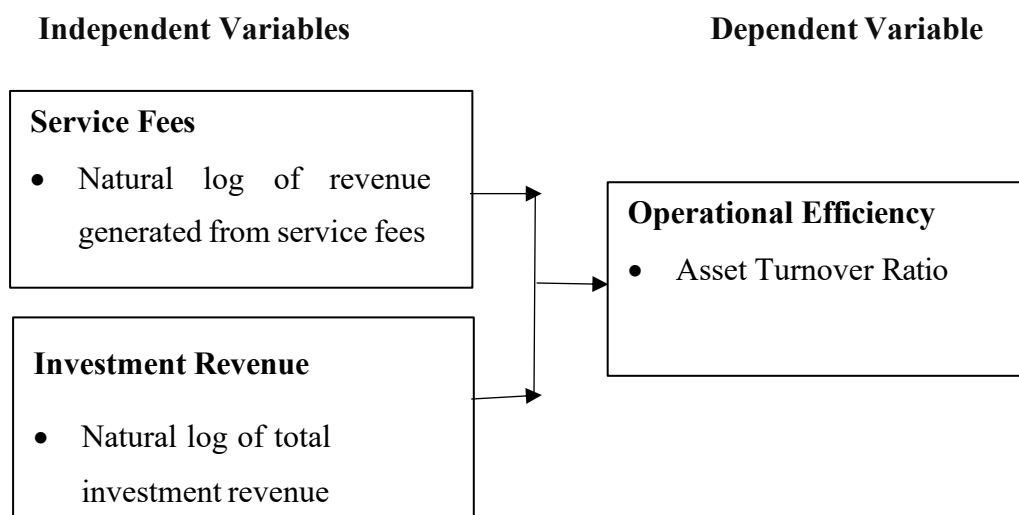 Independent Variables
Dependent Variable
Service Fees
• Natural log of revenue
generated from service fees
Operational Efficiency
• Asset Turnover Ratio
Investment Revenue
• Natural log of total
investment revenue